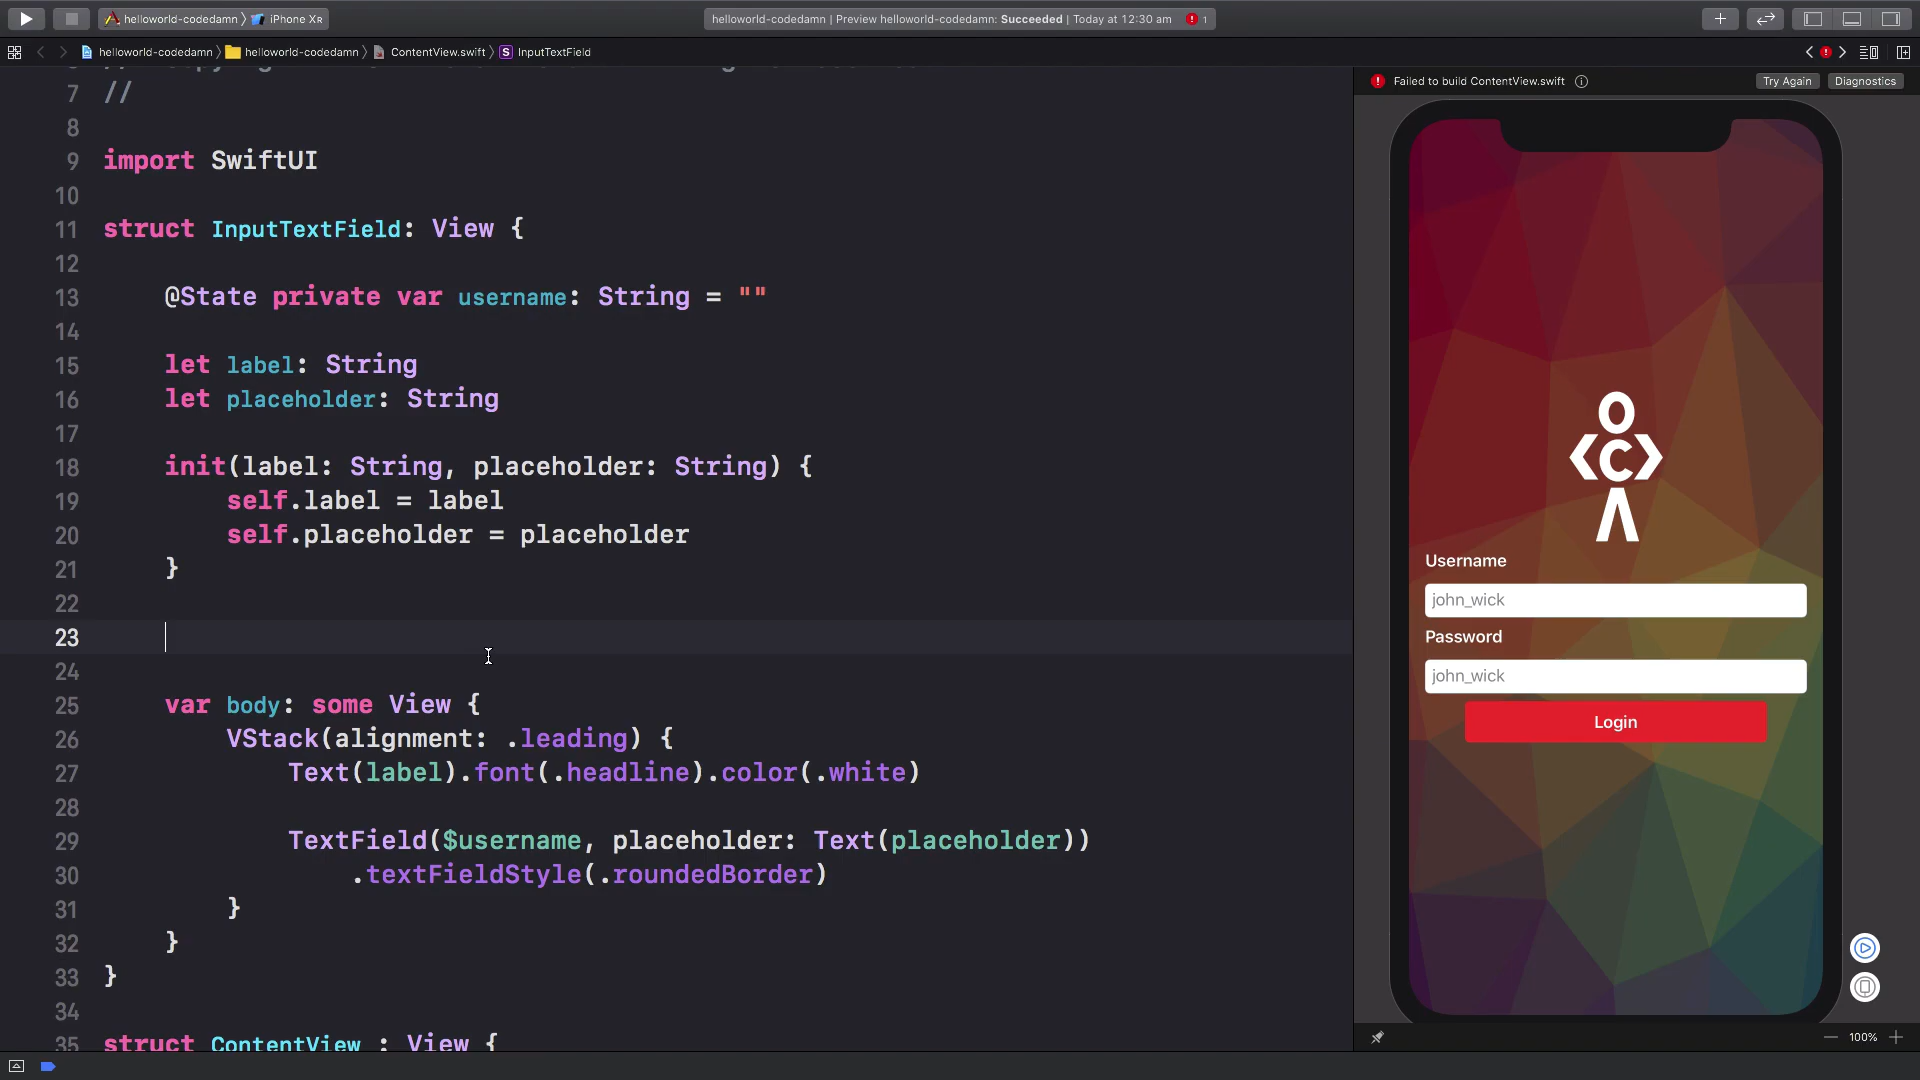 helloworld-codedamn
iPhone XR
helloworld-codedamn | Preview helloworld-codedamn: Succeeded | Today at 12:30 am
1
helloworld-codedamn
helloworld-codedamn
ContentView.swift
S InputTextField
7 //
8
9 import SwiftUI
10
11 struct InputTextField: View {
12
13 @State private var username: String = ""
14
15 let label: String
16 let placeholder: String
17
18 init(label: String, placeholder: String) {
19 self.label = label
20 self.placeholder = placeholder
21 }
22
23
24
25 var body: some View {
26 VStack(alignment: .leading) {
27 Text(label).font(.headline).color(.white)
28
29 TextField($username, placeholder: Text(placeholder))
30 .textFieldStyle(.roundedBorder)
31 }
32 }
33 }
34
35 struct ContentView : View {
Failed to build ContentView.swift
Try Again
Diagnostics
Username
john_wick
Password
john_wick
Login
100%